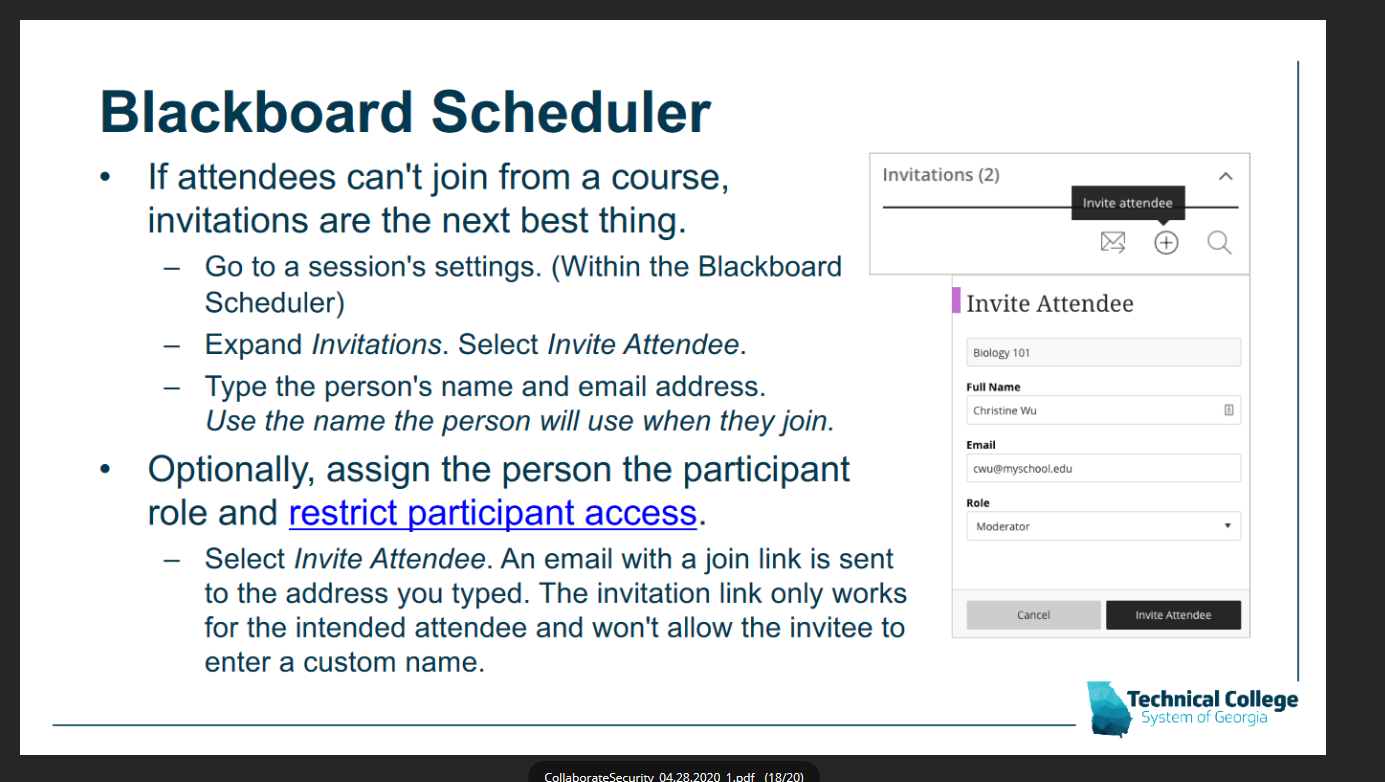 Blackboard Scheduler
• If attendees can't join from a course,
invitations are the next best thing.
– Go to a session's settings. (Within the Blackboard
Scheduler)
– Expand Invitations. Select Invite Attendee.
– Type the person's name and email address.
Use the name the person will use when they join.
• Optionally, assign the person the participant
role and restrict participant access.
– Select Invite Attendee. An email with a join link is sent
to the address you typed. The invitation link only works
for the intended attendee and won't allow the invitee to
enter a custom name.
Invitations (2)
Invite attendee
Invite Attendee
Biology 101
Full Name
Christine Wu
Email
cwu@myschool.edu
Role
Moderator
Cancel Invite Attendee
Technical College
System of Georgia
CollaborateSecurity_04.28.2020_1.pdf (18/20)